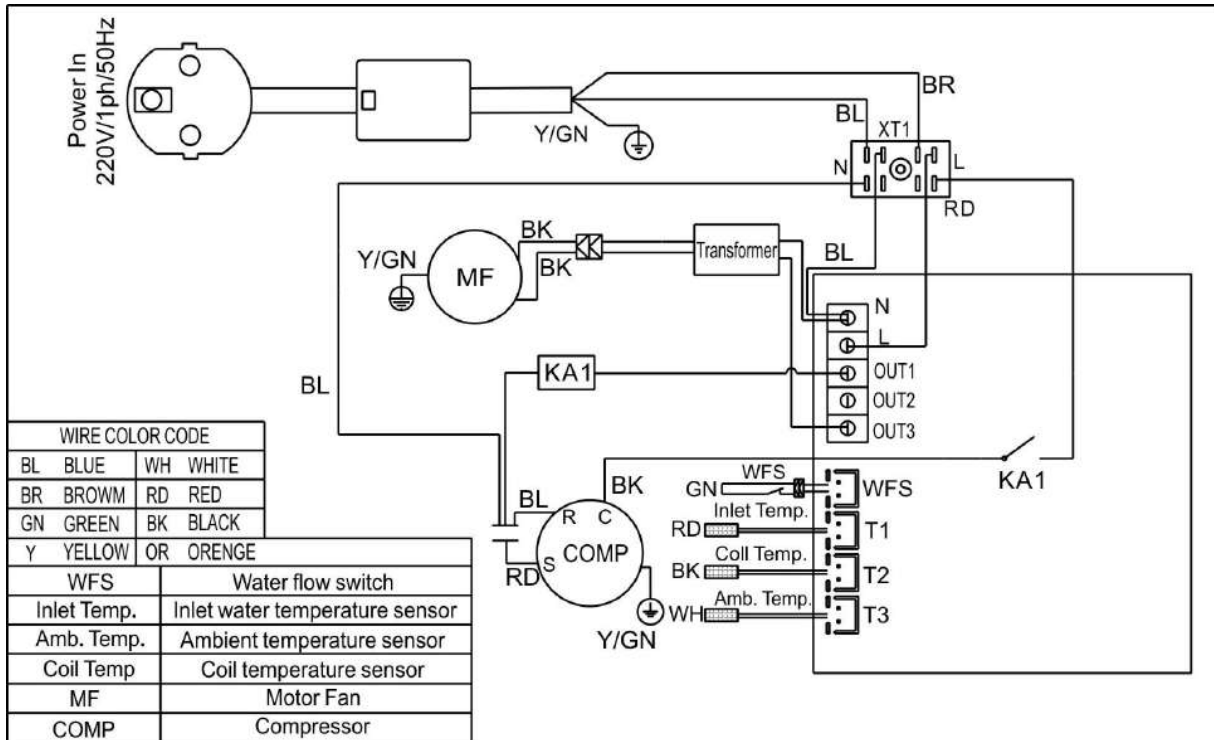 Power In
220V/1ph/50Hz
Y/GN
BL
BR
XT1
N
L
RD
BL
Y/GN
MF
BK
BK
Transformer
BL
N
L
OUT1
OUT2
OUT3
KA1
KA1
BL
R
C
S
COMP
BK
RD
Y/GN
WFS
GN
WFS
Inlet Temp.
RD
T1
Coll Temp.
BK
T2
Amb. Temp.
WH
T3
WIRE COLOR CODE
BL BLUE WH WHITE
BR BROWM RD RED
GN GREEN BK BLACK
Y YELLOW OR ORENGE
WFS Water flow switch
Inlet Temp. Inlet water temperature sensor
Amb. Temp. Ambient temperature sensor
Coil Temp Coil temperature sensor
MF Motor Fan
COMP Compressor